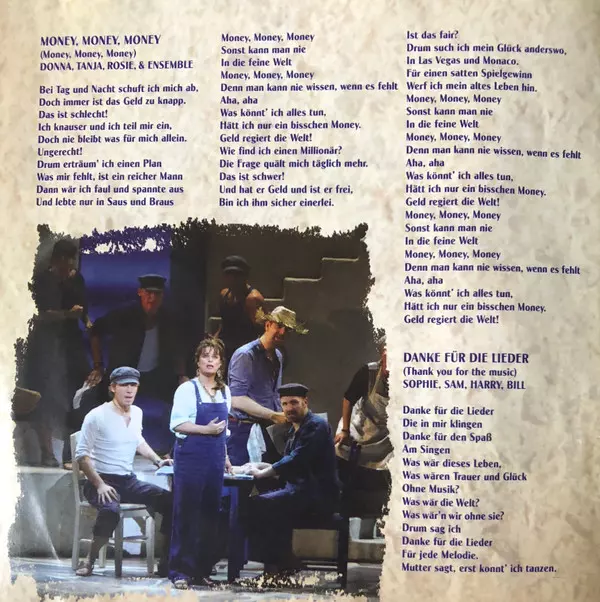 MONEY, MONEY, MONEY
(Money, Money, Money)
DONNA, TANJA, ROSIE, & ENSEMBLE
Bei Tag und Nacht schuft ich mich ab.
Doch immer ist das Geld zu knapp.
Das ist schlecht!
Ich knauser und ich teil mir ein,
Doch nie bleibt was für mich allein.
Ungerecht!
Drum erträum' ich einen Plan
Was mir fehlt, ist ein reicher Mann
Dann wär ich faul und spannte aus
Und lebte nur in Saus und Braus
Money, Money, Money
Sonst kann man nie
In die feine Welt
Money, Money, Money
Denn man kann nie wissen, wenn es fehlt
Aha, aha
Was könnt' ich alles tun,
Hätt ich nur ein bisschen Money.
Geld regiert die Welt!
Wie find ich einen Millionär?
Die Frage quält mich täglich mehr.
Das ist schwer!
Und hat er Geld und ist er frei,
Bin ich ihm sicher einerlei.
Ist das fair?
Drum such ich mein Glück anderswo,
In Las Vegas und Monaco.
Für einen satten Spielgewinn
Werf ich mein altes Leben hin.
Money, Money, Money
Sonst kann man nie
In die feine Welt
Money, Money, Money
Denn man kann nie wissen, wenn es fehlt
Aha, aha
Was könnt' ich alles tun,
Hätt ich nur ein bisschen Money.
Geld regiert die Welt!
Money, Money, Money
Sonst kann man nie
In die feine Welt
Money, Money, Money
Denn man kann nie wissen, wenn es fehlt
Aha, aha
Was könnt' ich alles tun,
Hätt ich nur ein bisschen Money.
Geld regiert die Welt!
DANKE FÜR DIE LIEDER
(Thank you for the music)
SOPHIE, SAM, HARRY, BILL
Danke für die Lieder
Die in mir klingen
Danke für den Spaß
Am Singen
Was wär dieses Leben,
Was wären Trauer und Glück
Ohne Musik?
Was wär die Welt?
Was wär'n wir ohne sie?
Drum sag ich
Danke für die Lieder
Für jede Melodie.
Mutter sagt, erst konnt' ich tanzen.